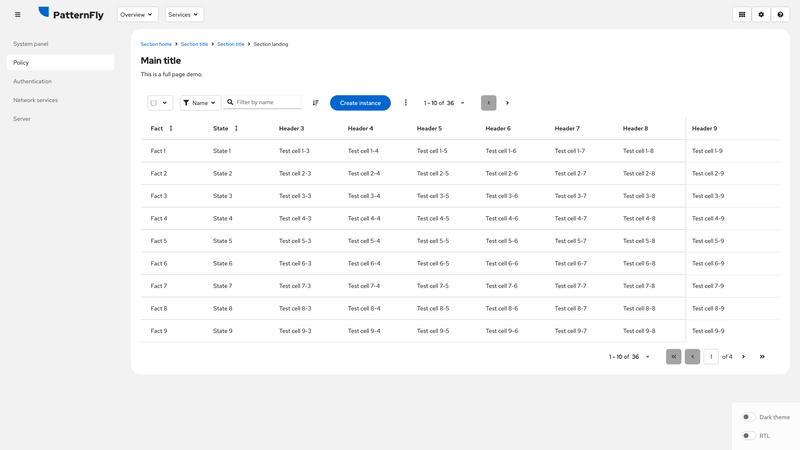 PatternFly
Overview
Services
System panel
Policy
Authentication
Network services
Server
Section home
Section title
Section title
Section landing
Main title
This is a full page demo.
Name
Filter by name
Create instance
1 - 10 of 36
Fact State Header 3 Header 4 Header 5 Header 6 Header 7 Header 8 Header 9
Fact 1 State 1 Test cell 1-3 Test cell 1-4 Test cell 1-5 Test cell 1-6 Test cell 1-7 Test cell 1-8 Test cell 1-9
Fact 2 State 2 Test cell 2-3 Test cell 2-4 Test cell 2-5 Test cell 2-6 Test cell 2-7 Test cell 2-8 Test cell 2-9
Fact 3 State 3 Test cell 3-3 Test cell 3-4 Test cell 3-5 Test cell 3-6 Test cell 3-7 Test cell 3-8 Test cell 3-9
Fact 4 State 4 Test cell 4-3 Test cell 4-4 Test cell 4-5 Test cell 4-6 Test cell 4-7 Test cell 4-8 Test cell 4-9
Fact 5 State 5 Test cell 5-3 Test cell 5-4 Test cell 5-5 Test cell 5-6 Test cell 5-7 Test cell 5-8 Test cell 5-9
Fact 6 State 6 Test cell 6-3 Test cell 6-4 Test cell 6-5 Test cell 6-6 Test cell 6-7 Test cell 6-8 Test cell 6-9
Fact 7 State 7 Test cell 7-3 Test cell 7-4 Test cell 7-5 Test cell 7-6 Test cell 7-7 Test cell 7-8 Test cell 7-9
Fact 8 State 8 Test cell 8-3 Test cell 8-4 Test cell 8-5 Test cell 8-6 Test cell 8-7 Test cell 8-8 Test cell 8-9
Fact 9 State 9 Test cell 9-3 Test cell 9-4 Test cell 9-5 Test cell 9-6 Test cell 9-7 Test cell 9-8 Test cell 9-9
1 - 10 of 36
1 of 4
Dark theme
RTL